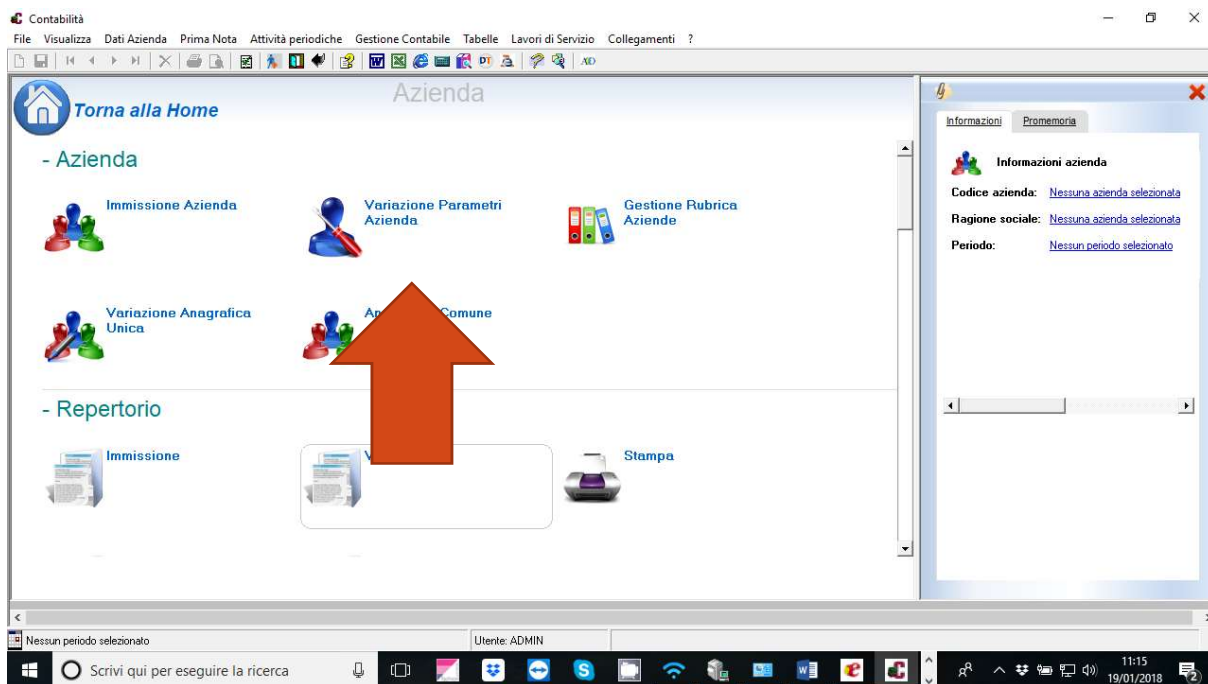 Contabilità
File Visualizza Dati Azienda Prima Nota Attività periodiche Gestione Contabile Tabelle Lavori di Servizio Collegamenti ?
Azienda
Torna alla Home
- Azienda
Immissione Azienda
Variazione Parametri
Azienda
Gestione Rubrica
Aziende
Variazione Anagrafica
Unica
Comune
- Repertorio
Immissione
Stampa
Informazioni Promemoria
Informazioni azienda
Codice azienda: Nessuna azienda selezionata
Ragione sociale: Nessuna azienda selezionata
Periodo: Nessun periodo selezionato
Nessun periodo selezionato
Utente: ADMIN
Scrivi qui per eseguire la ricerca
11:15
19/01/2018
2